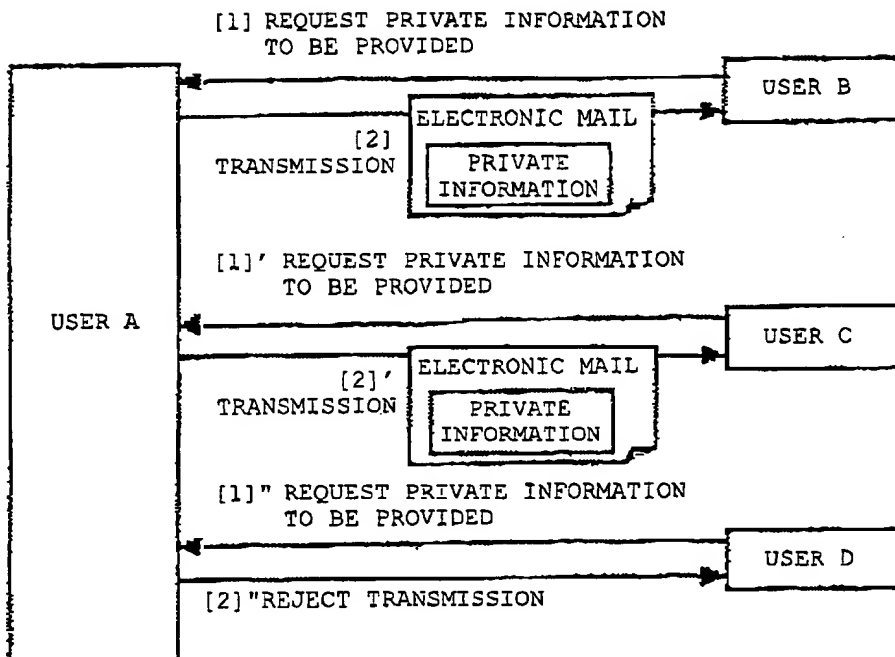 [1] REQUEST PRIVATE INFORMATION
TO BE PROVIDED
USER B
ELECTRONIC MAIL
[2]
TRANSMISSION
PRIVATE
INFORMATION
[1]' REQUEST PRIVATE INFORMATION
TO BE PROVIDED
USER A
USER C
ELECTRONIC MAIL
[2]'
TRANSMISSION
PRIVATE
INFORMATION
[1]" REQUEST PRIVATE INFORMATION
TO BE PROVIDED
USER D
[2]"REJECT TRANSMISSION